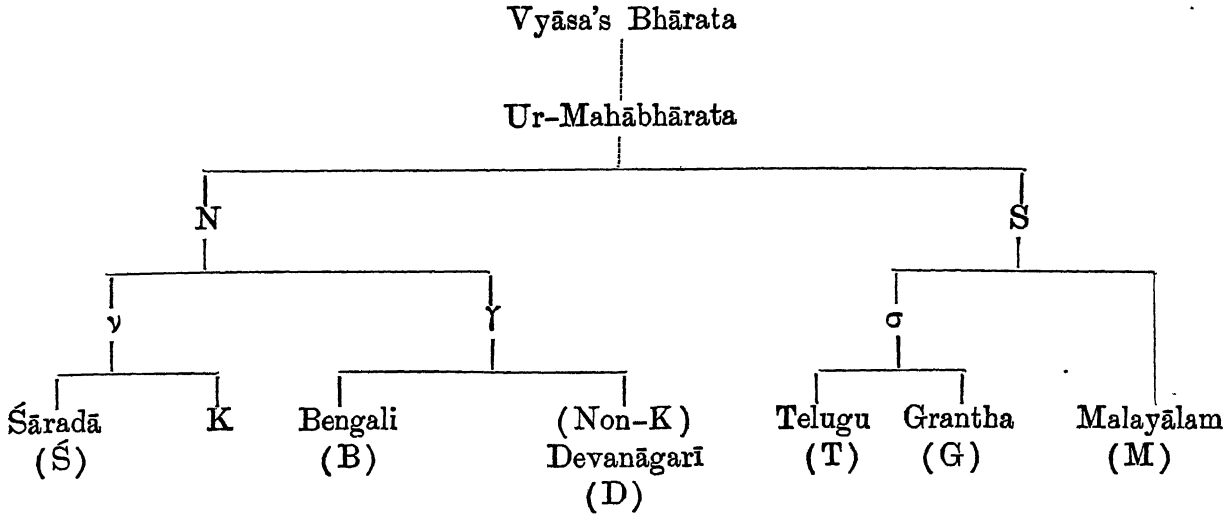 Vyāsa's Bhārata
Ur-Mahābhārata
N S
ν γ σ
Śāradā K Bengali (Non-K) Telugu Grantha Malayālam
(Ś) (B) Devanāgarī (T) (G) (M)
(D)